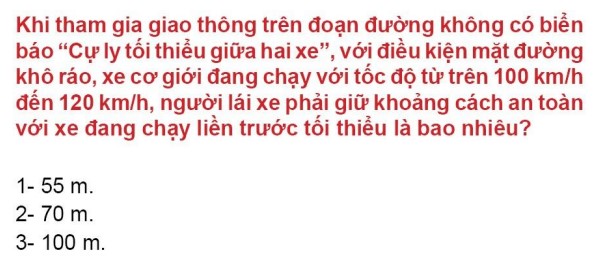 Khi tham gia giao thông trên đoạn đường không có biển
báo “Cự ly tối thiểu giữa hai xe”, với điều kiện mặt đường
khô ráo, xe cơ giới đang chạy với tốc độ từ trên 100 km/h
đến 120 km/h, người lái xe phải giữ khoảng cách an toàn
với xe đang chạy liền trước tối thiểu là bao nhiêu?
1- 55 m.
2- 70 m.
3- 100 m.